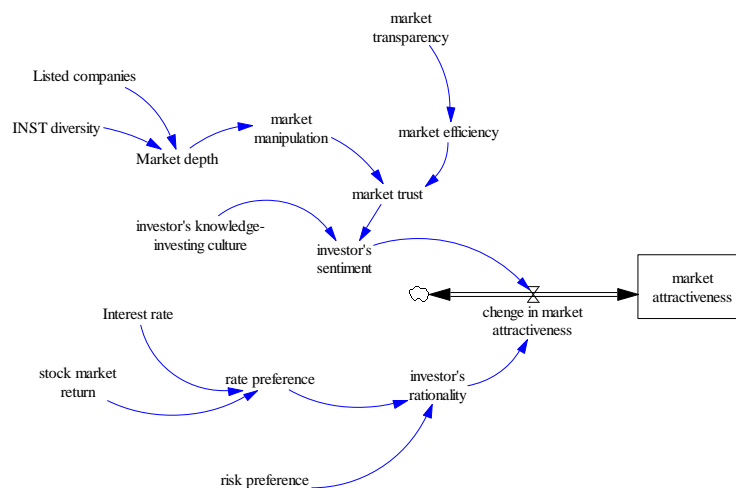 market
transparency
Listed companies
INST diversity
market
manipulation
market efficiency
Market depth
market trust
investor's knowledge-
investing culture
investor's
sentiment
market
attractiveness
chenge in market
attractiveness
Interest rate
stock market
return
rate preference
investor's
rationality
risk preference